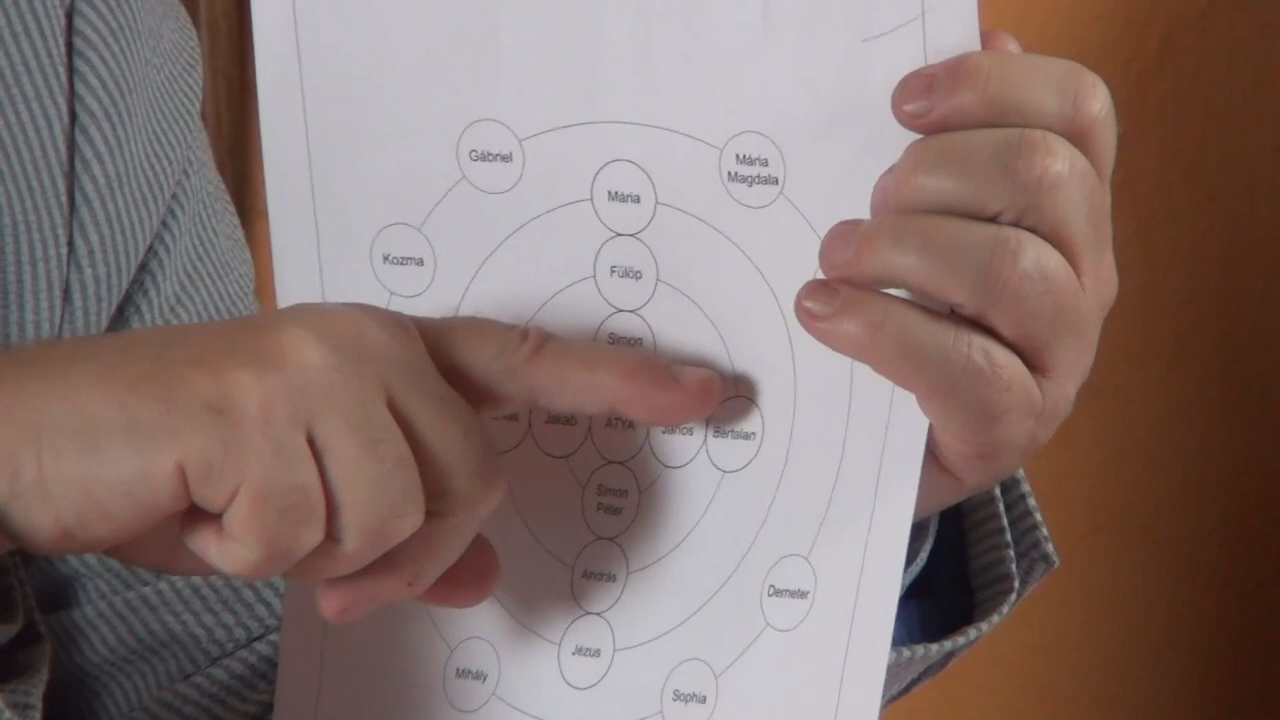 Gábriel
Mária
Magdala
Mária
Kozma
Fülöp
Simon
Jakab
ATYA
János
Bertalan
Simon
Péter
András
Demeter
Jézus
Mihály
Sophia